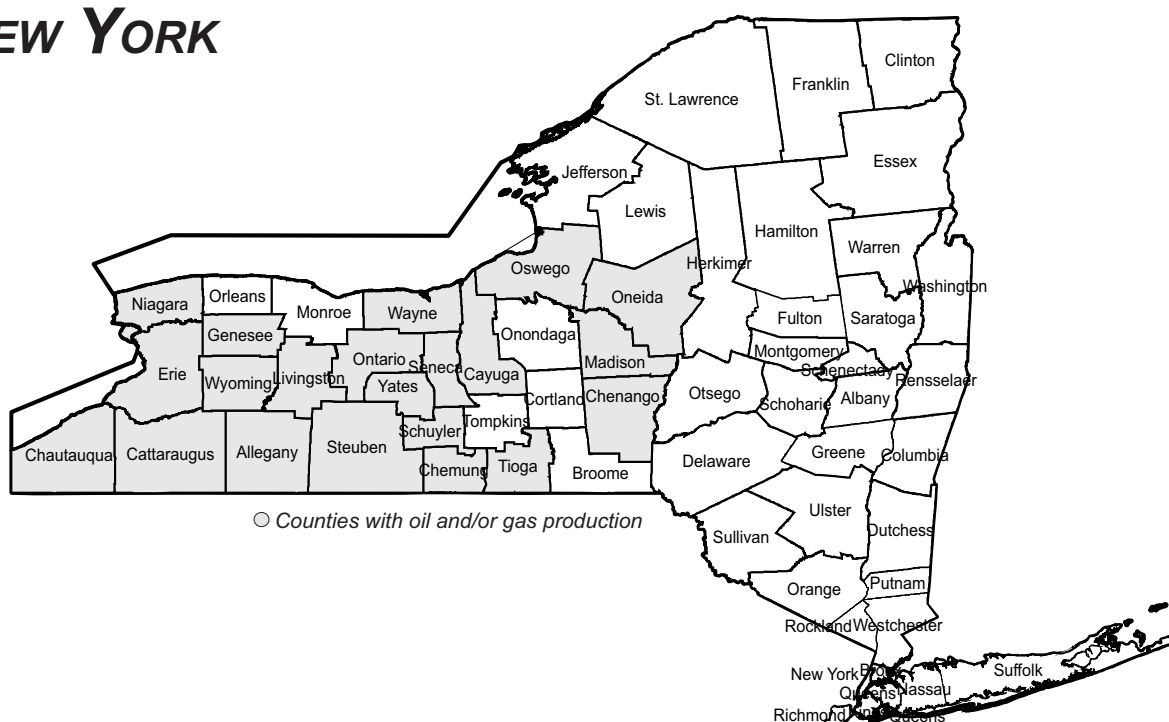 EW YORK
Clinton
Franklin
St. Lawrence
Essex
Jefferson
Lewis
Hamilton
Warren
Herkimer
Oswego
Washington
Oneida
Niagara
Orleans
Monroe
Wayne
Fulton
Saratoga
Genesee
Onondaga
Montgomery
Ontario
Madison
Seneca
Schenectady
Erie
Wyoming
Livingston
Cayuga
Rensselaer
Yates
Otsego
Chenango
Cortland
Albany
Schoharie
Tompkins
Schuyler
Steuben
Allegany
Cattaraugus
Chautauqua
Greene
Columbia
Delaware
Chemung
Tioga
Broome
Ulster
Counties with oil and/or gas production
Dutchess
Sullivan
Putnam
Orange
Rockland
Westchester
New York
Suffolk
Queens
Nassau
Richmond
Queens